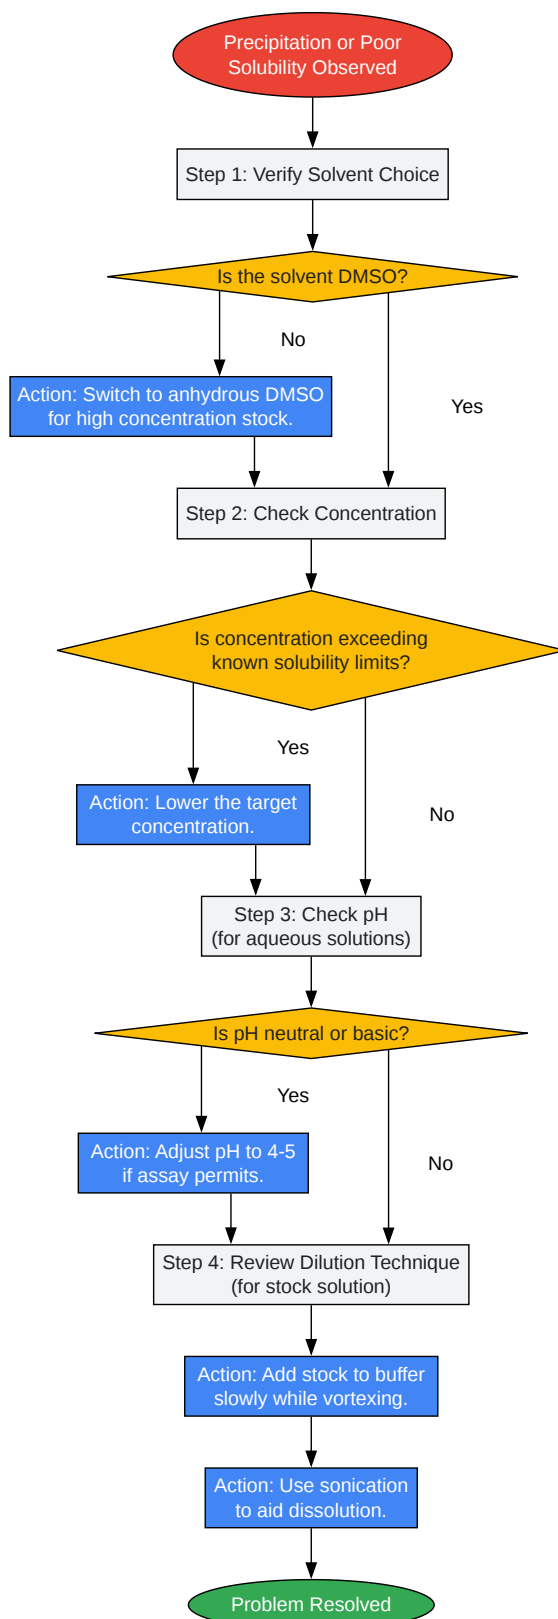 Precipitation or Poor
Solubility Observed
Step 1: Verify Solvent Choice
Is the solvent DMSO?
No
Action: Switch to anhydrous DMSO
for high concentration stock.
Yes
Step 2: Check Concentration
Is concentration exceeding
known solubility limits?
Yes
Action: Lower the target
concentration.
No
Step 3: Check pH
(for aqueous solutions)
Is pH neutral or basic?
Yes
Action: Adjust pH to 4-5
if assay permits.
No
Step 4: Review Dilution Technique
(for stock solution)
Action: Add stock to buffer
slowly while vortexing.
Action: Use sonication
to aid dissolution.
Problem Resolved